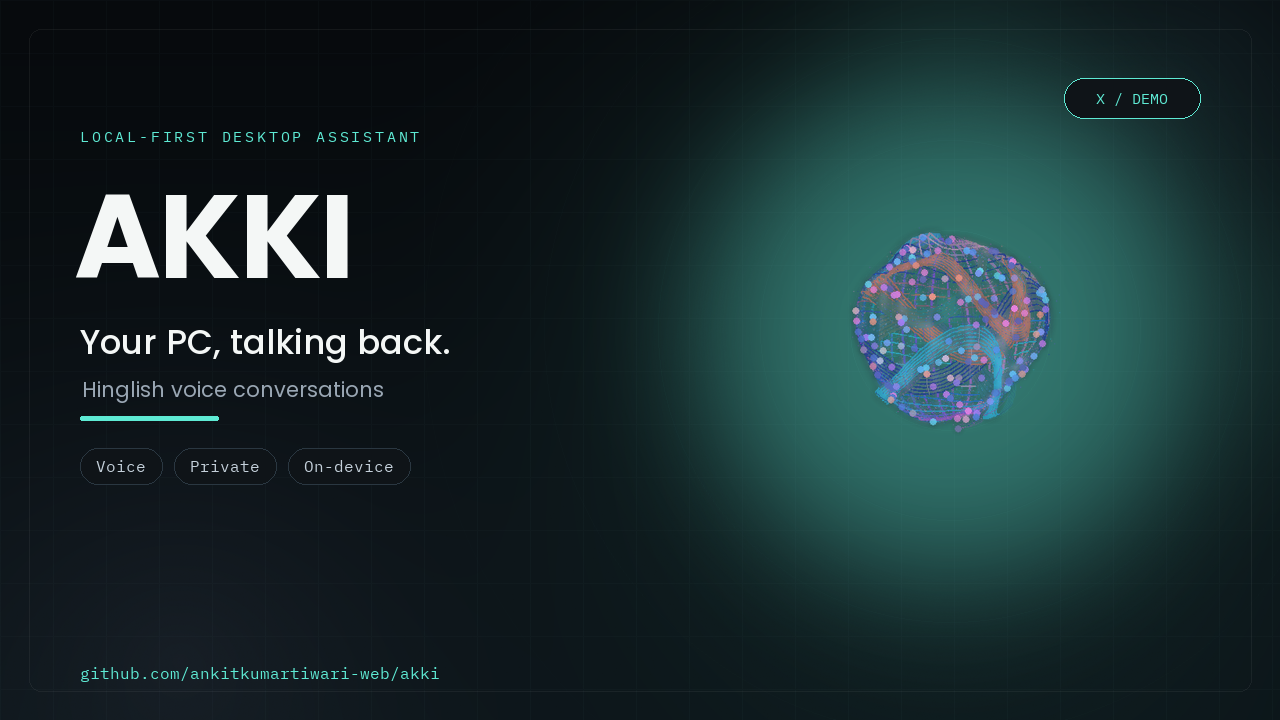 X / DEMO
LOCAL-FIRST DESKTOP ASSISTANT
AKKI
Your PC, talking back.
Hinglish voice conversations
Voice Private On-device
github.com/ankitkumartiwari-web/akki